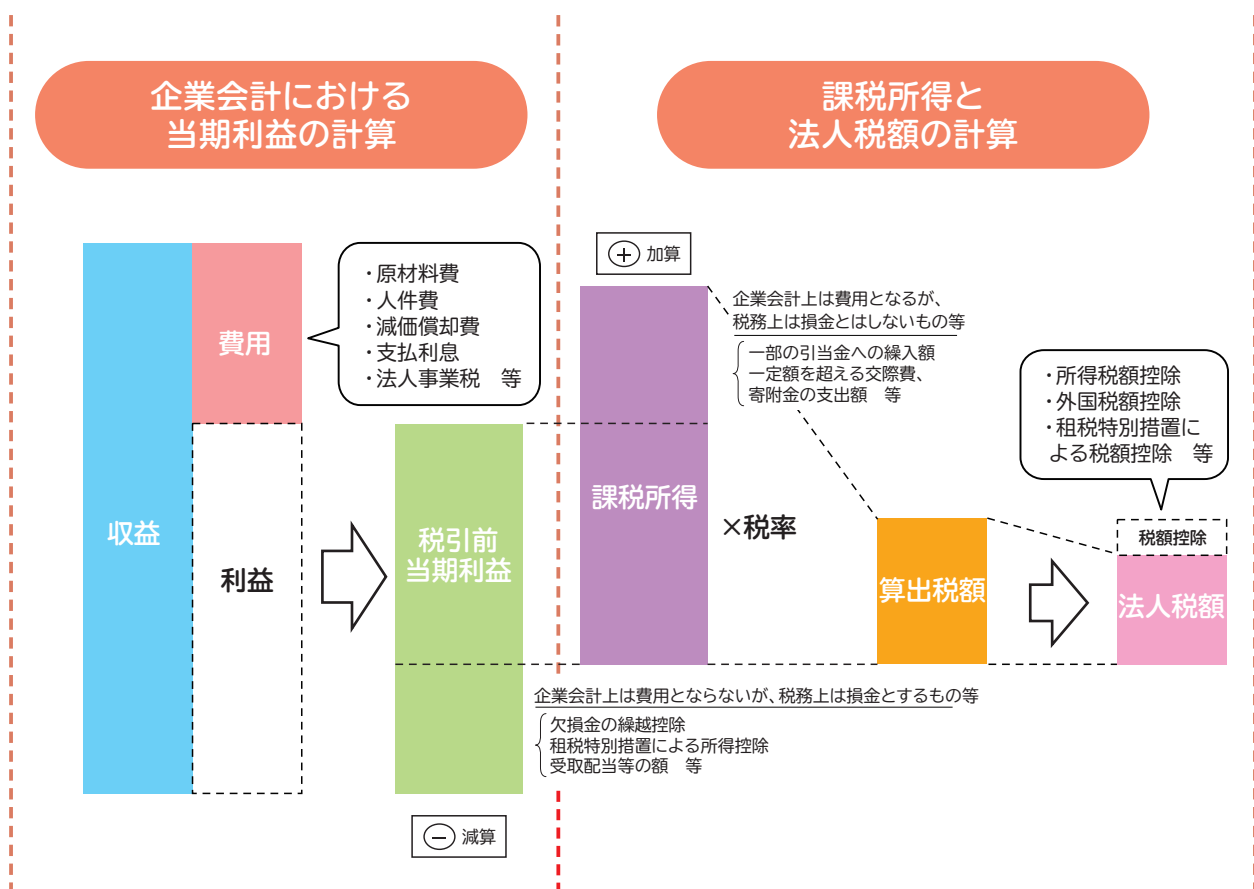 企業会計における
当期利益の計算
課税所得と
法人税額の計算
費用
・原材料費
・人件費
・減価償却費
・支払利息
・法人事業税 等
収益
利益
税引前
当期利益
− 減算
+ 加算
課税所得
企業会計上は費用となるが、
税務上は損金とはしないもの等
一部の引当金への繰入額
一定額を超える交際費、
寄附金の支出額 等
×税率
企業会計上は費用とならないが、税務上は損金とするもの等
欠損金の繰越控除
租税特別措置による所得控除
受取配当等の額 等
算出税額
・所得税額控除
・外国税額控除
・租税特別措置に
よる税額控除 等
税額控除
法人税額